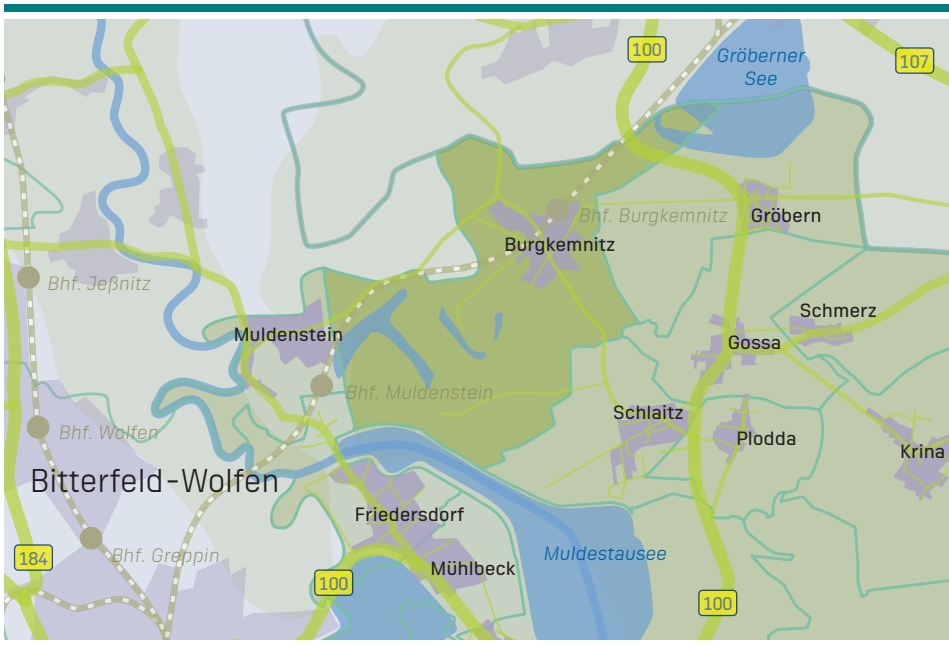 100
Gröberner
See
107
Bhf. Burgkemnitz
Gröbern
Burgkemnitz
Bhf. Jeßnitz
Schmerz
Muldenstein
Gossa
Bhf. Muldenstein
Schlaitz
Bhf. Wolfen
Plodda
Krina
Bitterfeld-Wolfen
Friedersdorf
Bhf. Greppin
Muldestausee
184
Mühlbeck
100
100